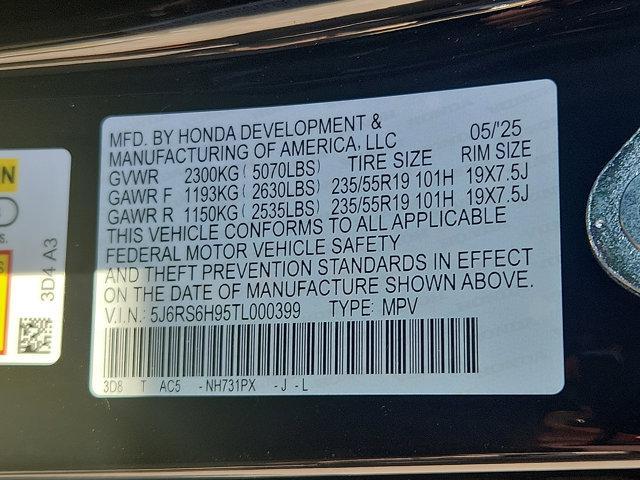 MFD. BY HONDA DEVELOPMENT &
MANUFACTURING OF AMERICA, LLC 05/'25
GVWR 2300KG ( 5070LBS) TIRE SIZE RIM SIZE
GAWR F 1193KG ( 2630LBS) 235/55R19 101H 19X7.5J
GAWR R 1150KG ( 2535LBS) 235/55R19 101H 19X7.5J
THIS VEHICLE CONFORMS TO ALL APPLICABLE
FEDERAL MOTOR VEHICLE SAFETY
AND THEFT PREVENTION STANDARDS IN EFFECT
ON THE DATE OF MANUFACTURE SHOWN ABOVE.
V.I.N.: 5J6RS6H95TL000399 TYPE: MPV
3D8 T AC5 - NH731PX - J - L
3D4 A3